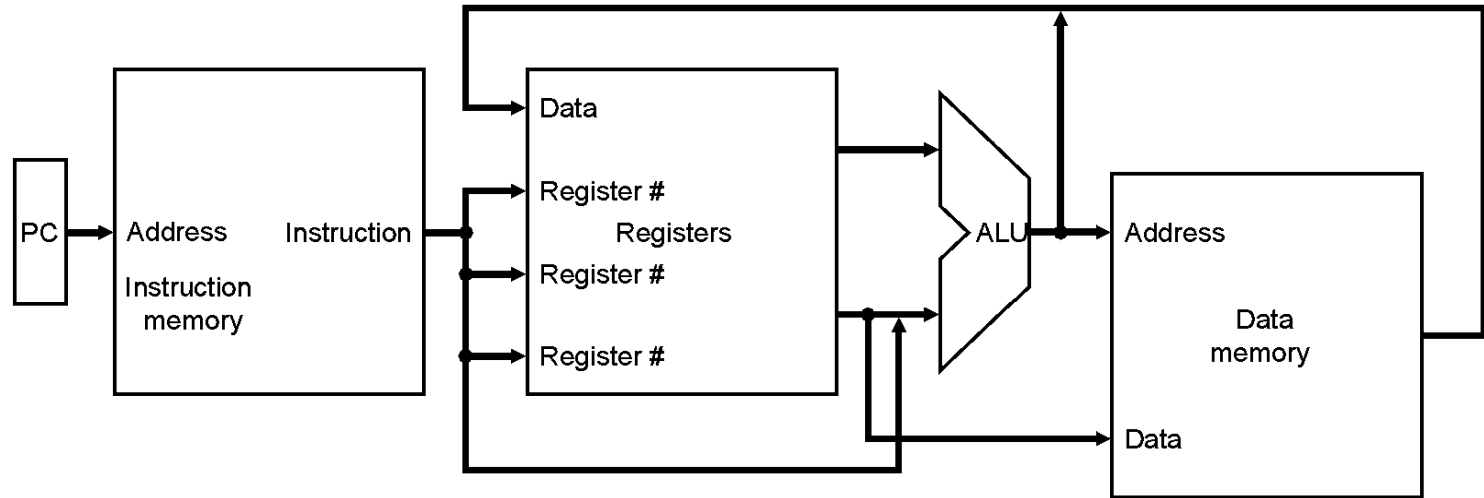 PC
Address
Instruction
Instruction
memory
Data
Register #
Registers
Register #
Register #
ALU
Address
Data
memory
Data